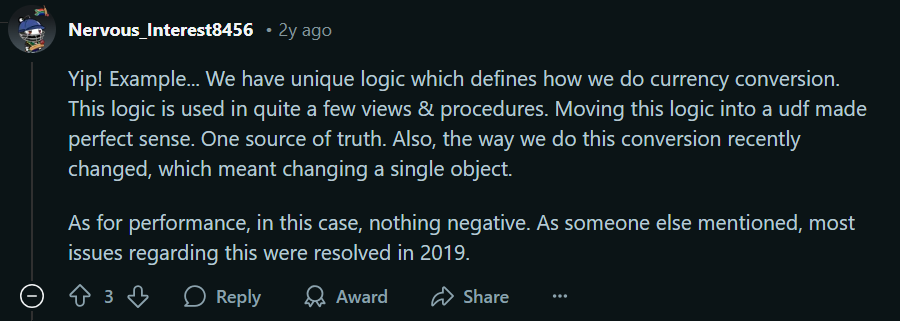 Nervous_Interest8456 • 2y ago
Yip! Example... We have unique logic which defines how we do currency conversion.
This logic is used in quite a few views & procedures. Moving this logic into a udf made
perfect sense. One source of truth. Also, the way we do this conversion recently
changed, which meant changing a single object.
As for performance, in this case, nothing negative. As someone else mentioned, most
issues regarding this were resolved in 2019.
3 Reply Award Share ...